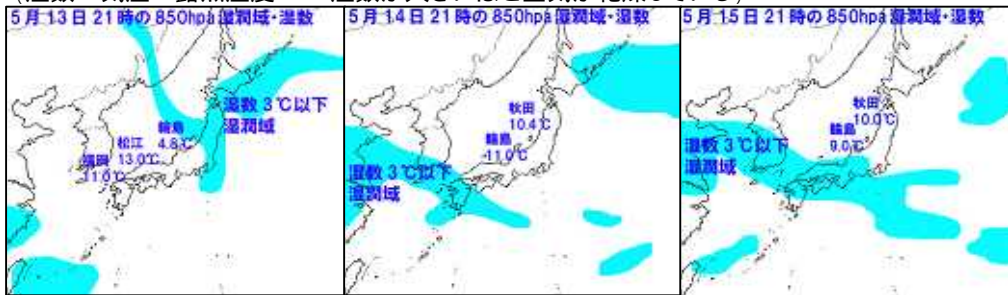 5月13日21時の850hpa湿潤域・湿数
湿数3℃以下
湿潤域
輪島
4.8℃
松江
13.0℃
福岡
11.0℃
5月14日21時の850hpa湿潤域・湿数
秋田
10.4℃
輪島
11.0℃
湿数3℃以下
湿潤域
5月15日21時の850hpa湿潤域・湿数
秋田
10.0℃
輪島
9.0℃
湿数3℃以下
湿潤域